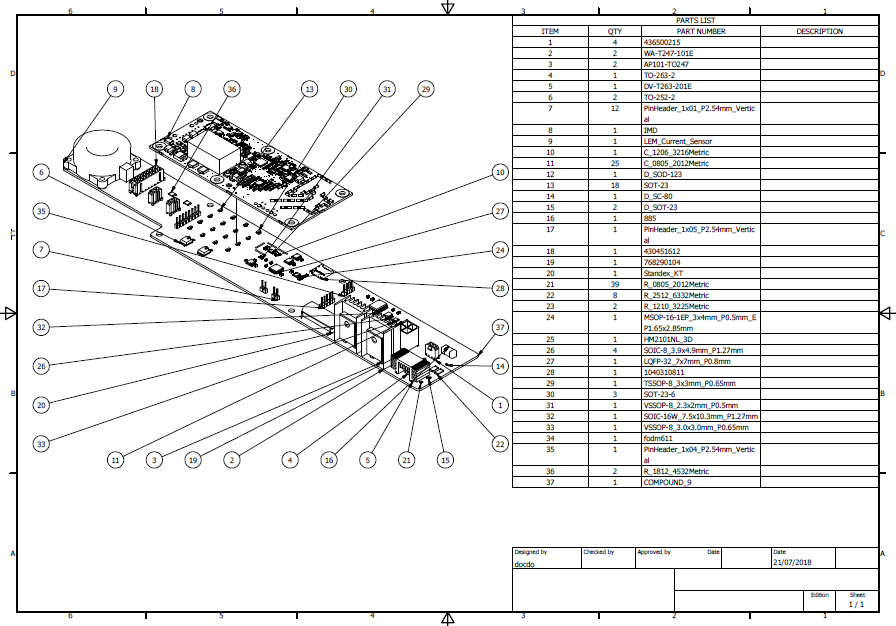 6 5 4 3 2 1
PARTS LIST
ITEM QTY PART NUMBER DESCRIPTION
1 4 436500215
2 2 WA-T247-101E
3 2 AP101-TO247
4 1 TO-263-2
5 1 DV-T263-201E
6 2 TO-252-2
7 12 PinHeader_1x01_P2.54mm_Vertic
al
8 1 IMD
9 1 LEM_Current_Sensor
10 1 C_1206_3216Metric
11 25 C_0805_2012Metric
12 1 D_SOD-123
13 18 SOT-23
14 1 D_SC-80
15 2 D_SOT-23
16 1 885
17 1 PinHeader_1x05_P2.54mm_Vertic
al
18 1 430451612
19 1 768290104
20 1 Standex_KT
21 39 R_0805_2012Metric
22 8 R_2512_6332Metric
23 2 R_1210_3225Metric
24 1 MSOP-16-1EP_3x4mm_P0.5mm_E
P1.65x2.85mm
25 1 HM2101NL_3D
26 4 SOIC-8_3.9x4.9mm_P1.27mm
27 1 LQFP-32_7x7mm_P0.8mm
28 1 1040310811
29 1 TSSOP-8_3x3mm_P0.65mm
30 3 SOT-23-6
31 1 VSSOP-8_2.3x2mm_P0.5mm
32 1 SOIC-16W_7.5x10.3mm_P1.27mm
33 1 VSSOP-8_3.0x3.0mm_P0.65mm
34 1 fodm611
35 1 PinHeader_1x04_P2.54mm_Vertic
al
36 2 R_1812_4532Metric
37 1 COMPOUND_9
D D
9 18 8 36 13 30 31 29
6 10
35 27
C C
7 24
17 28
32 37
26 14
B B
20 1
33 22
11 3 19 2 4 16 5 21 15
A A
Designed by Checked by Approved by Date Date
docdo 21/07/2018
Edition Sheet
1 / 1
6 5 4 3 2 1